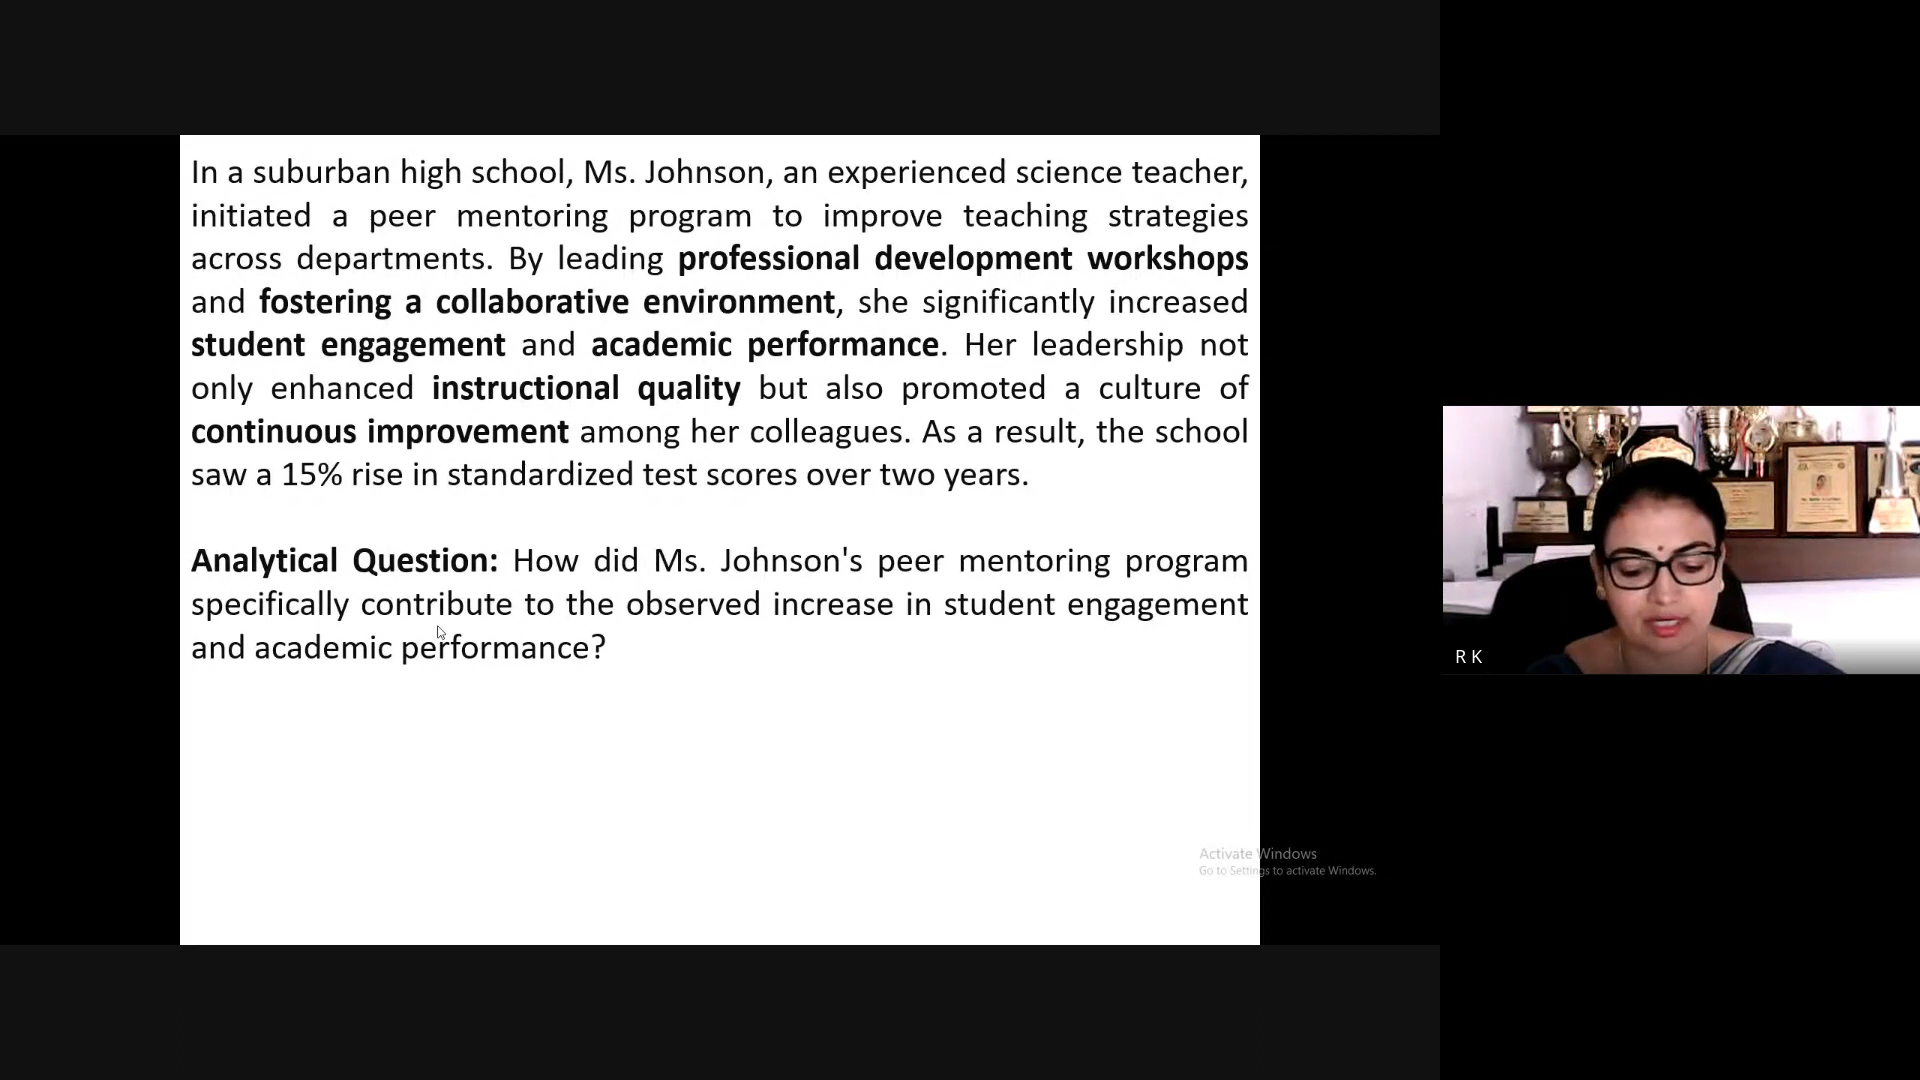 In a suburban high school, Ms. Johnson, an experienced science teacher,
initiated a peer mentoring program to improve teaching strategies
across departments. By leading professional development workshops
and fostering a collaborative environment, she significantly increased
student engagement and academic performance. Her leadership not
only enhanced instructional quality but also promoted a culture of
continuous improvement among her colleagues. As a result, the school
saw a 15% rise in standardized test scores over two years.
Analytical Question: How did Ms. Johnson's peer mentoring program
specifically contribute to the observed increase in student engagement
and academic performance?
R K
Activate Windows
Go to Settings to activate Windows.